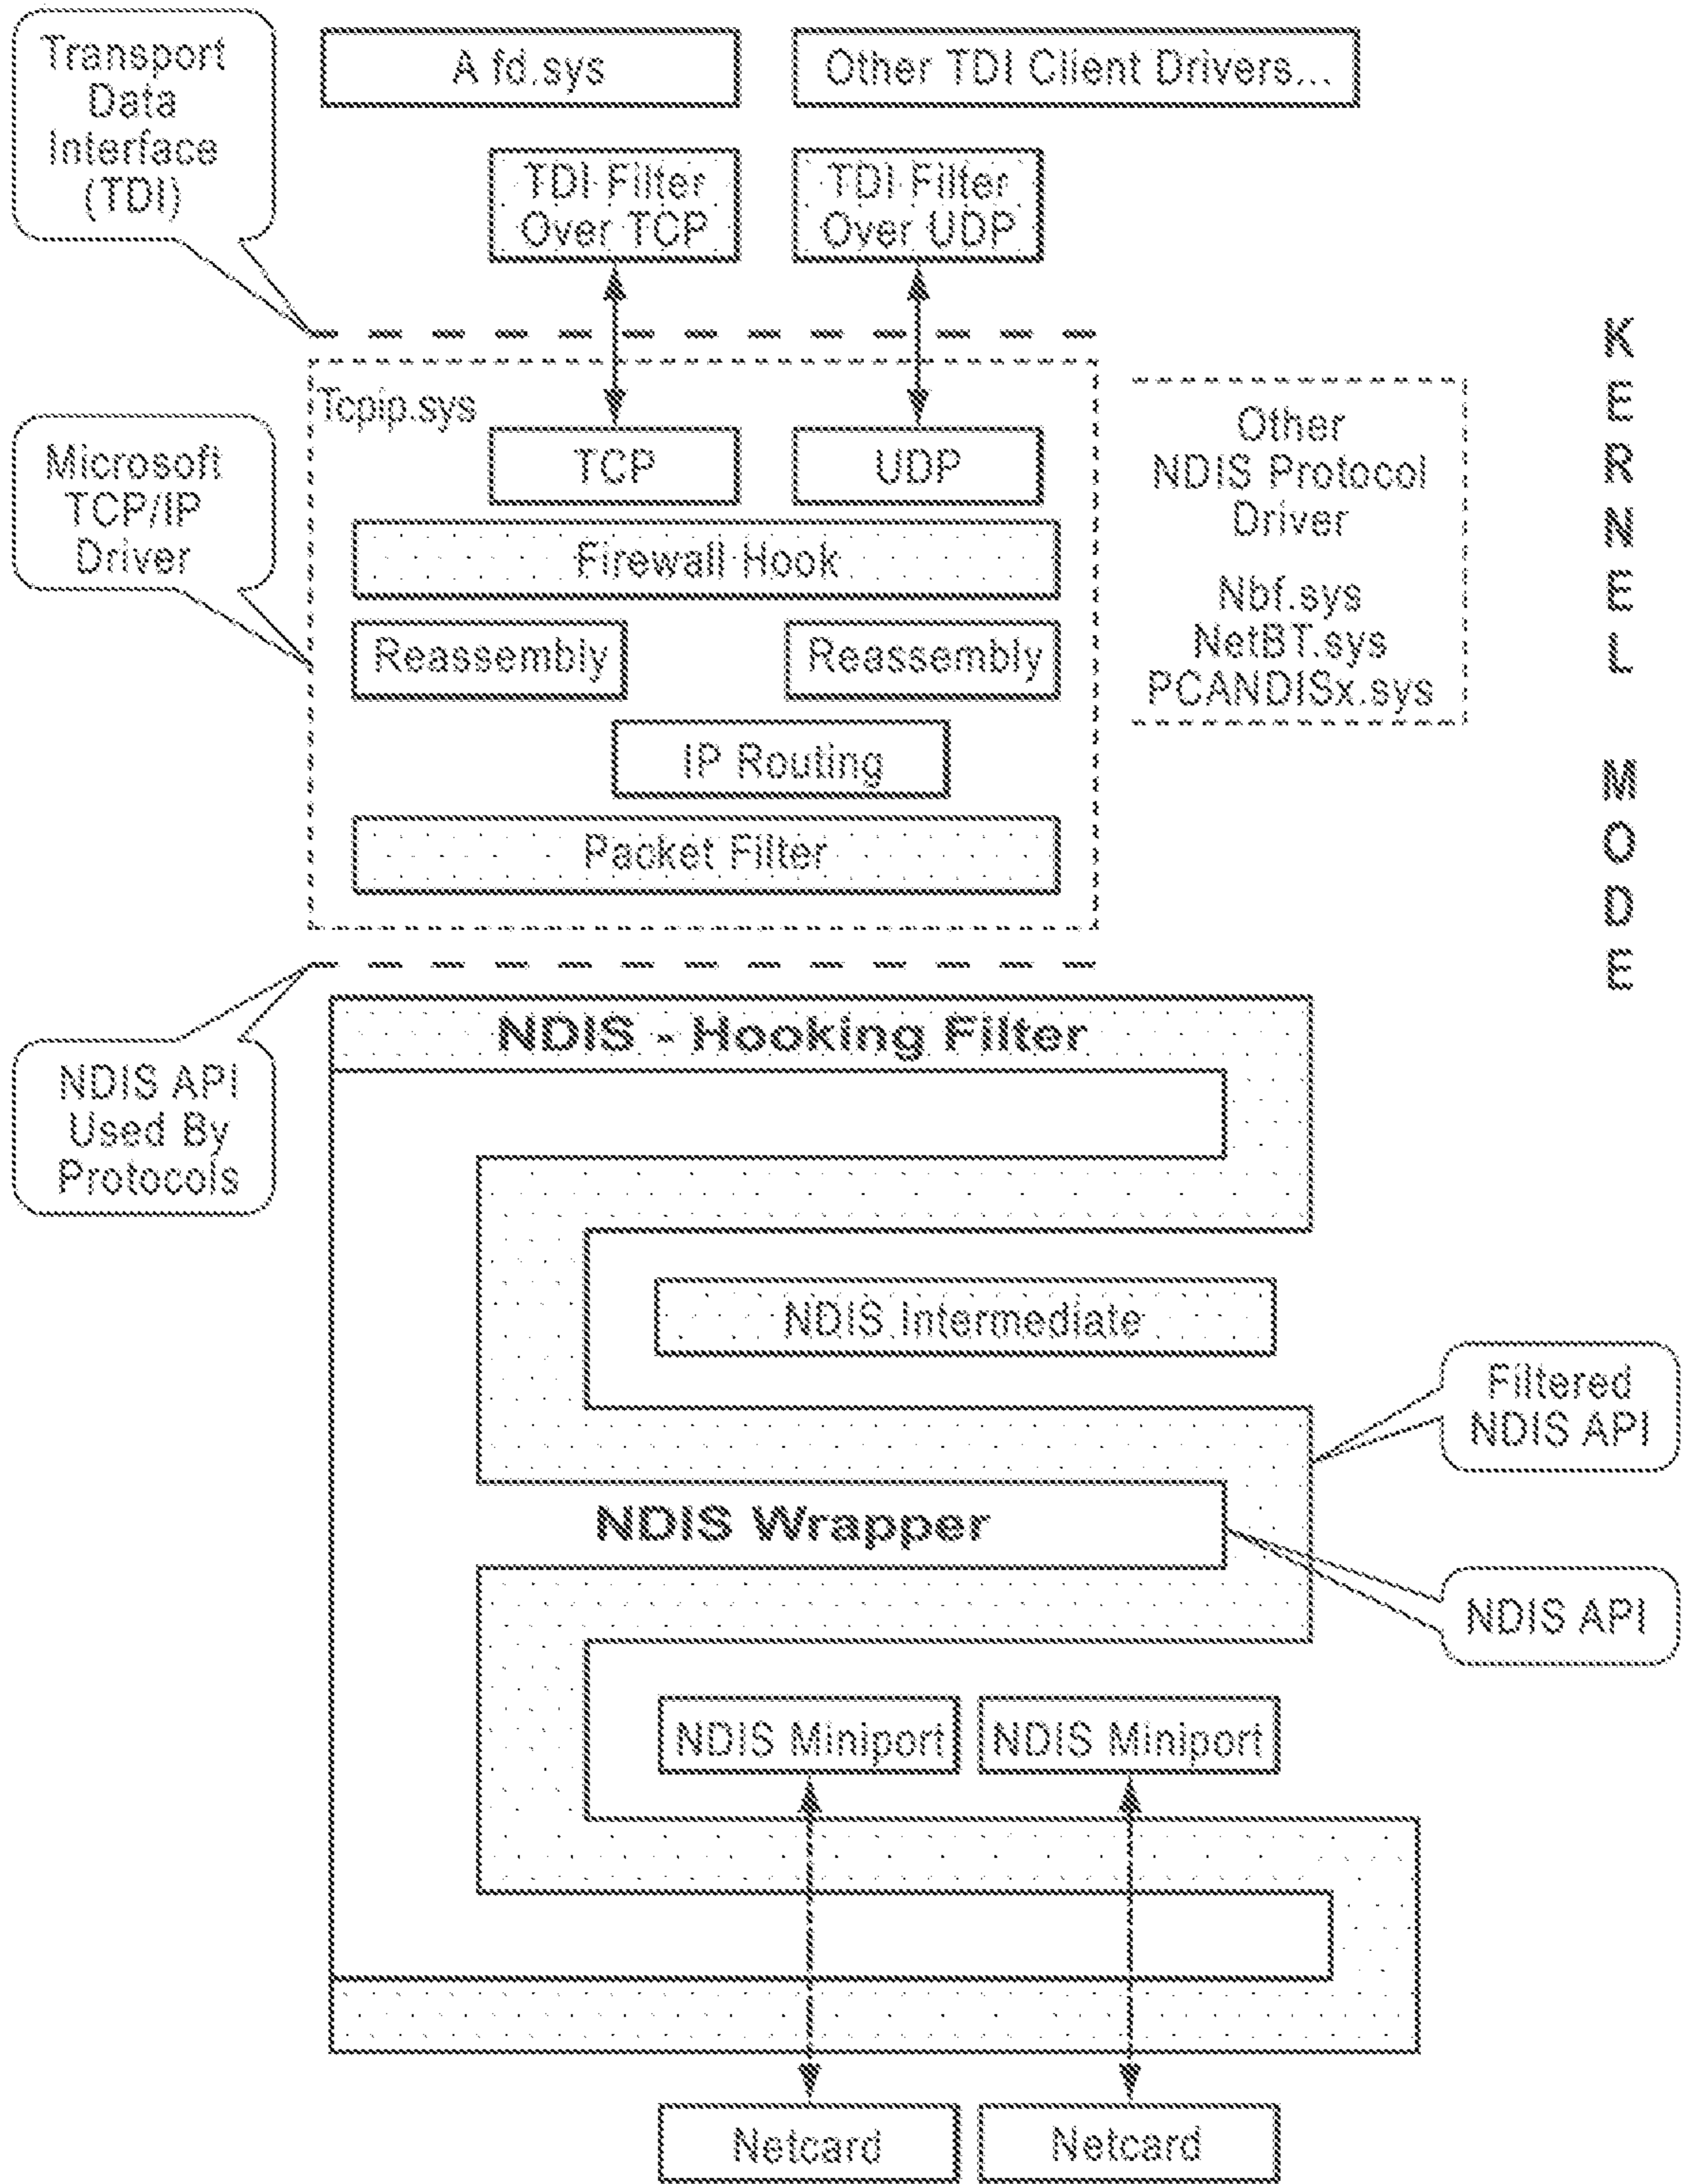 Transport
Data
Interface
(TDI)
A fd.sys
Other TDI Client Drivers...
TDI Filter
Over TCP
TDI Filter
Over UDP
Tcpip.sys
TCP
UDP
Microsoft
TCP/IP
Driver
Firewall Hook
Reassembly
Reassembly
IP Routing
Packet Filter
Other
NDIS Protocol
Driver
Nbf.sys
NetBT.sys
PCANDISx.sys
KERNEL MODE
NDIS API
Used By
Protocols
NDIS - Hooking Filter
NDIS Intermediate
Filtered
NDIS API
NDIS Wrapper
NDIS API
NDIS Miniport
NDIS Miniport
Netcard
Netcard